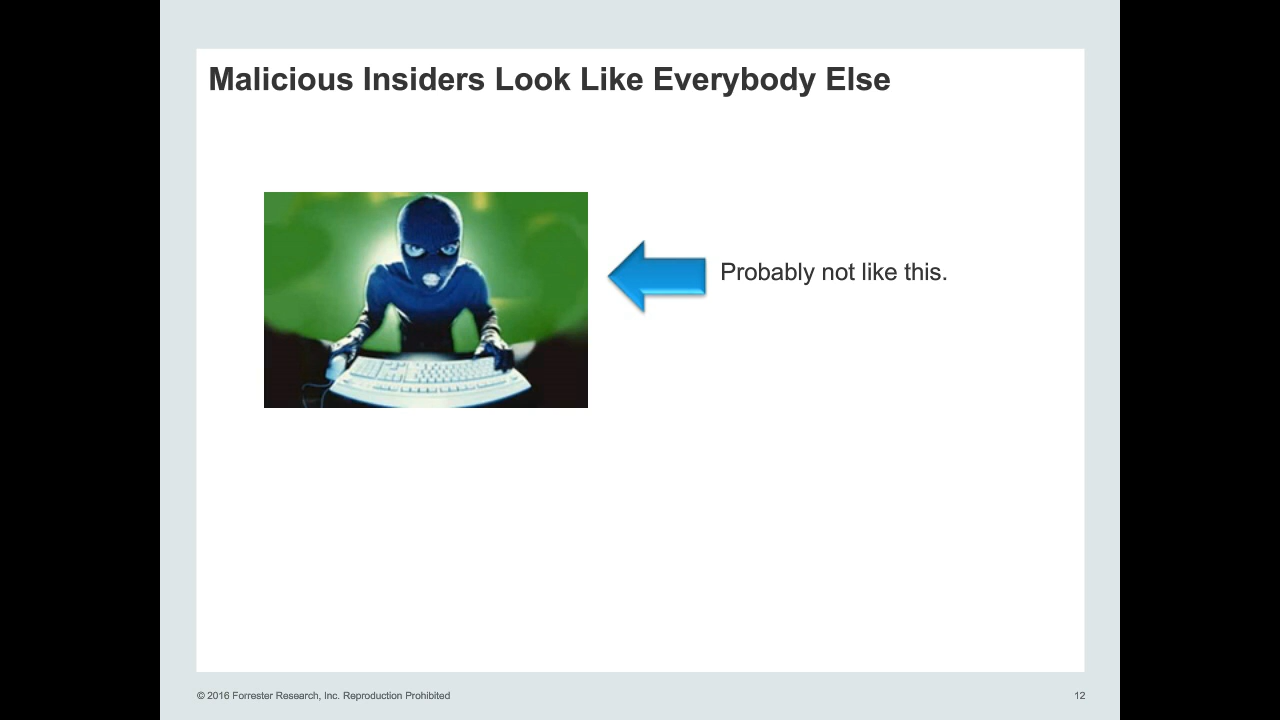 Malicious Insiders Look Like Everybody Else
Probably not like this.
© 2016 Forrester Research, Inc. Reproduction Prohibited
12